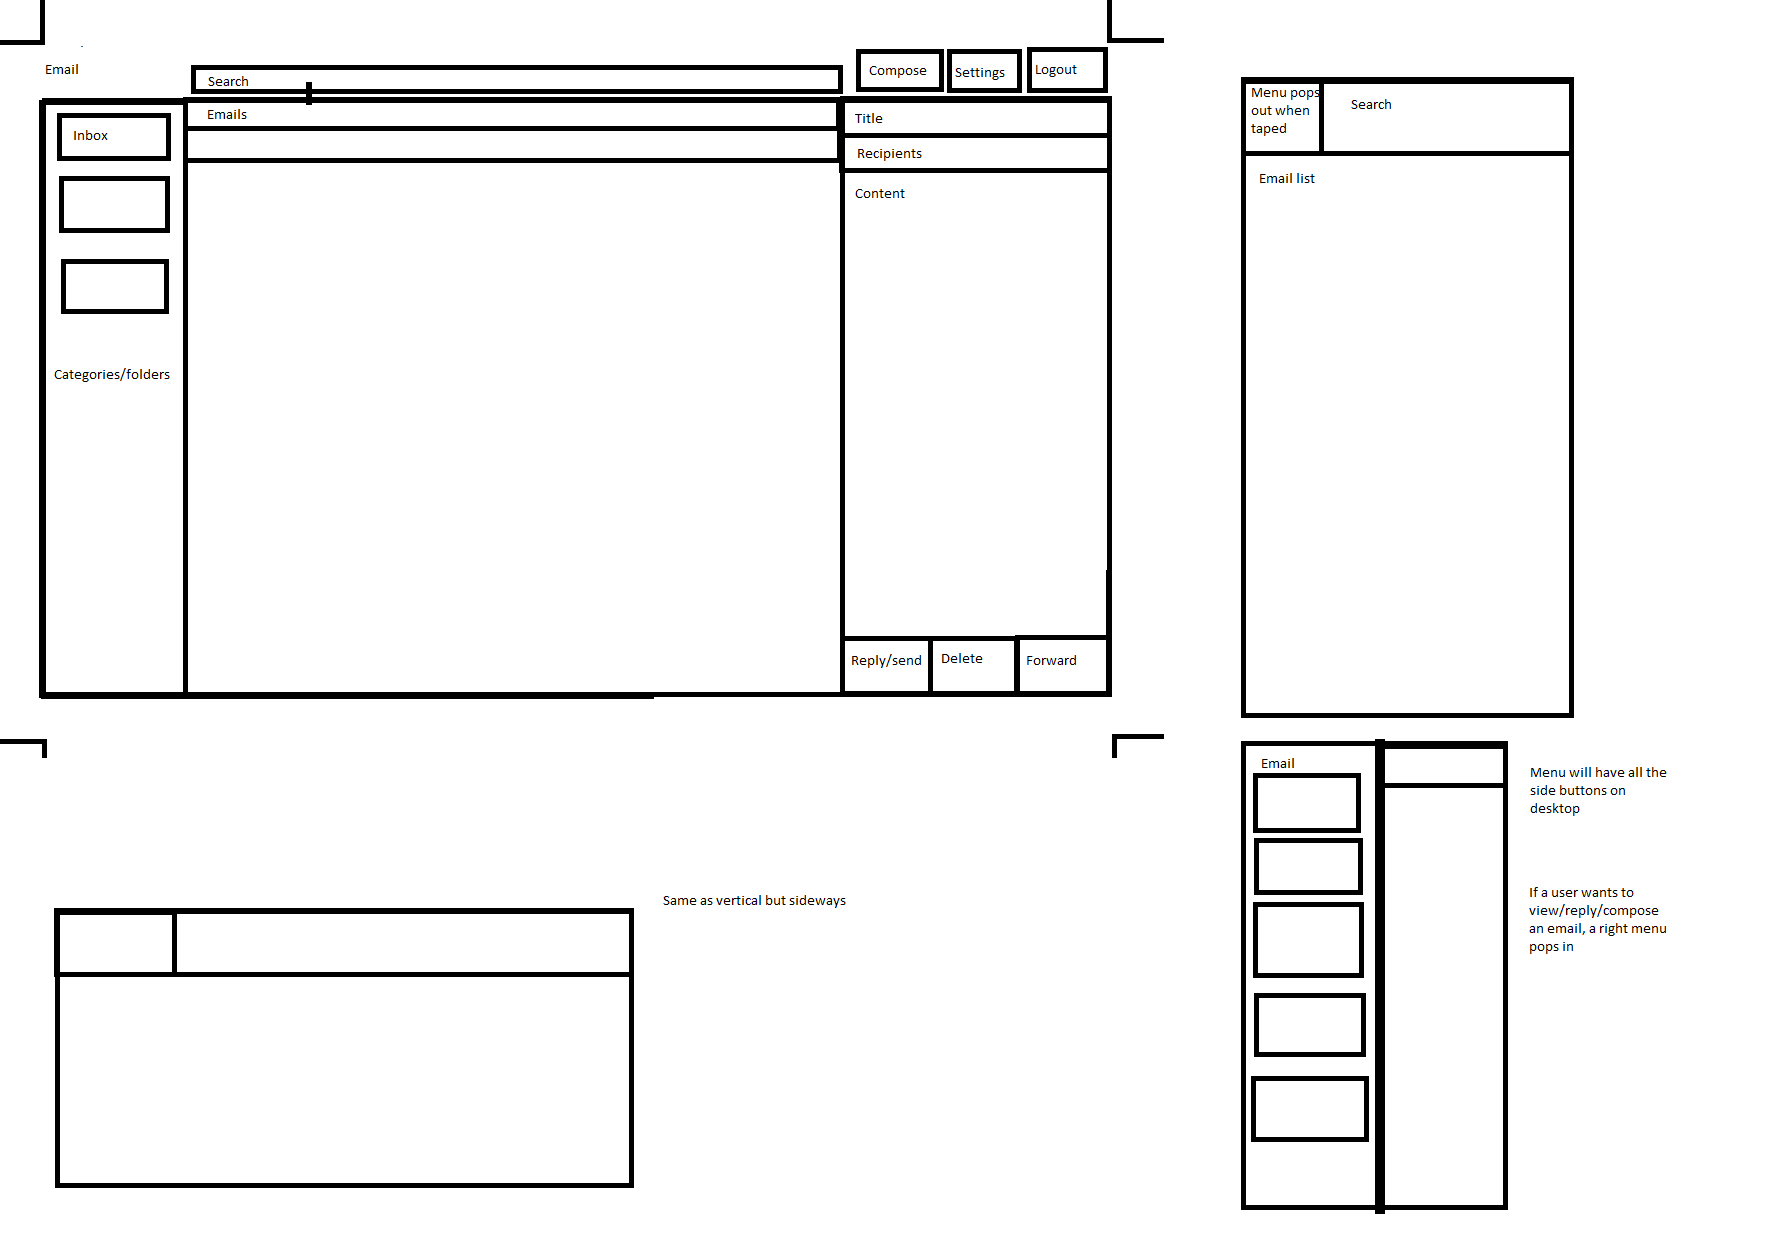 Email
Search
Compose
Settings
Logout
Inbox
Emails
Title
Recipients
Content
Categories/folders
Reply/send
Delete
Forward
Menu pops
out when
taped
Search
Email list
Email
Menu will have all the
side buttons on
desktop
If a user wants to
view/reply/compose
an email, a right menu
pops in
Same as vertical but sideways